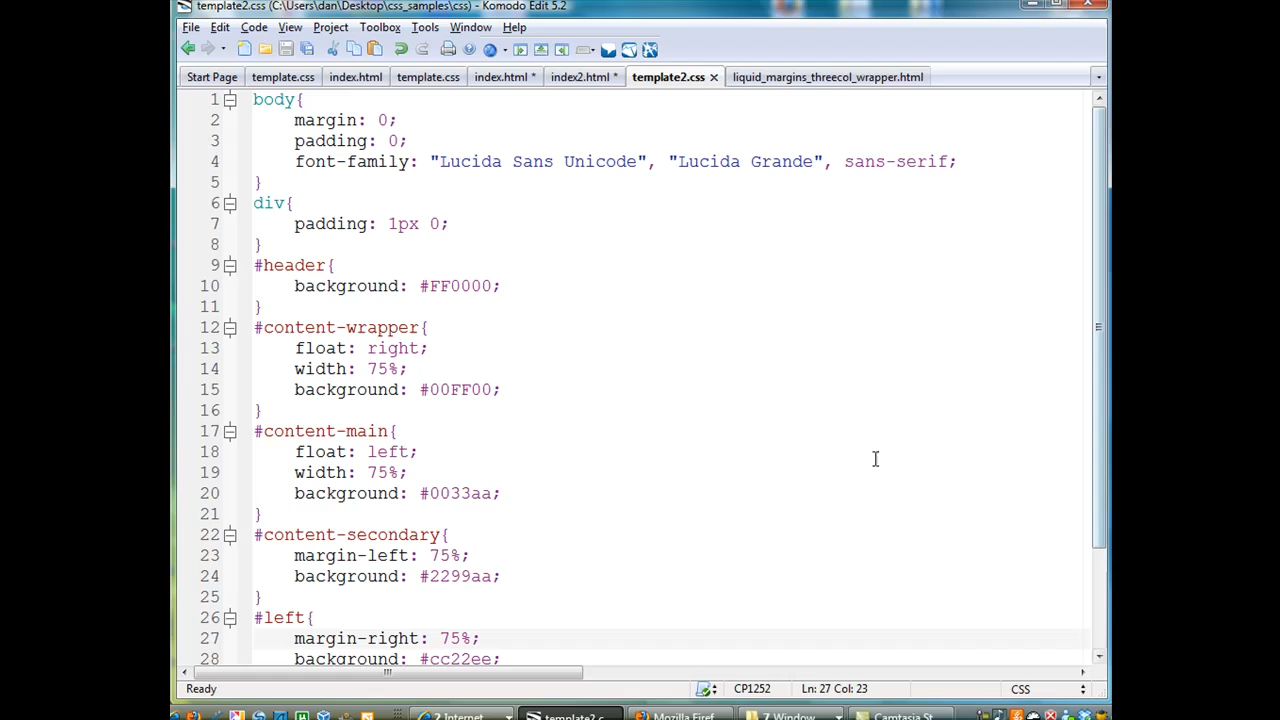 template2.css (C:\Users\dan\Desktop\css_samples\css) - Komodo Edit 5.2
File Edit Code View Project Toolbox Tools Window Help
Start Page template.css index.html template.css index.html * index2.html * template2.css liquid_margins_threecol_wrapper.html
1 body{
2 margin: 0;
3 padding: 0;
4 font-family: "Lucida Sans Unicode", "Lucida Grande", sans-serif;
5 }
6 div{
7 padding: 1px 0;
8 }
9 #header{
10 background: #FF0000;
11 }
12 #content-wrapper{
13 float: right;
14 width: 75%;
15 background: #00FF00;
16 }
17 #content-main{
18 float: left;
19 width: 75%;
20 background: #0033aa;
21 }
22 #content-secondary{
23 margin-left: 75%;
24 background: #2299aa;
25 }
26 #left{
27 margin-right: 75%;
28 background: #cc22ee;
Ready CP1252 Ln: 27 Col: 23 CSS
2 Internet template2.c Mozilla Firef 7 Window Camtasia St